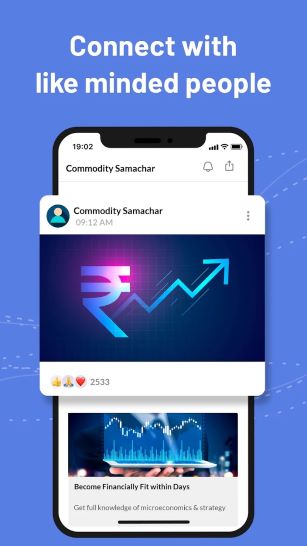 Connect with
like minded people
19:02
Commodity Samachar
Commodity Samachar
09:12 AM
₹
2533
Become Financially Fit within Days
Get full knowledge of microeconomics & strategy